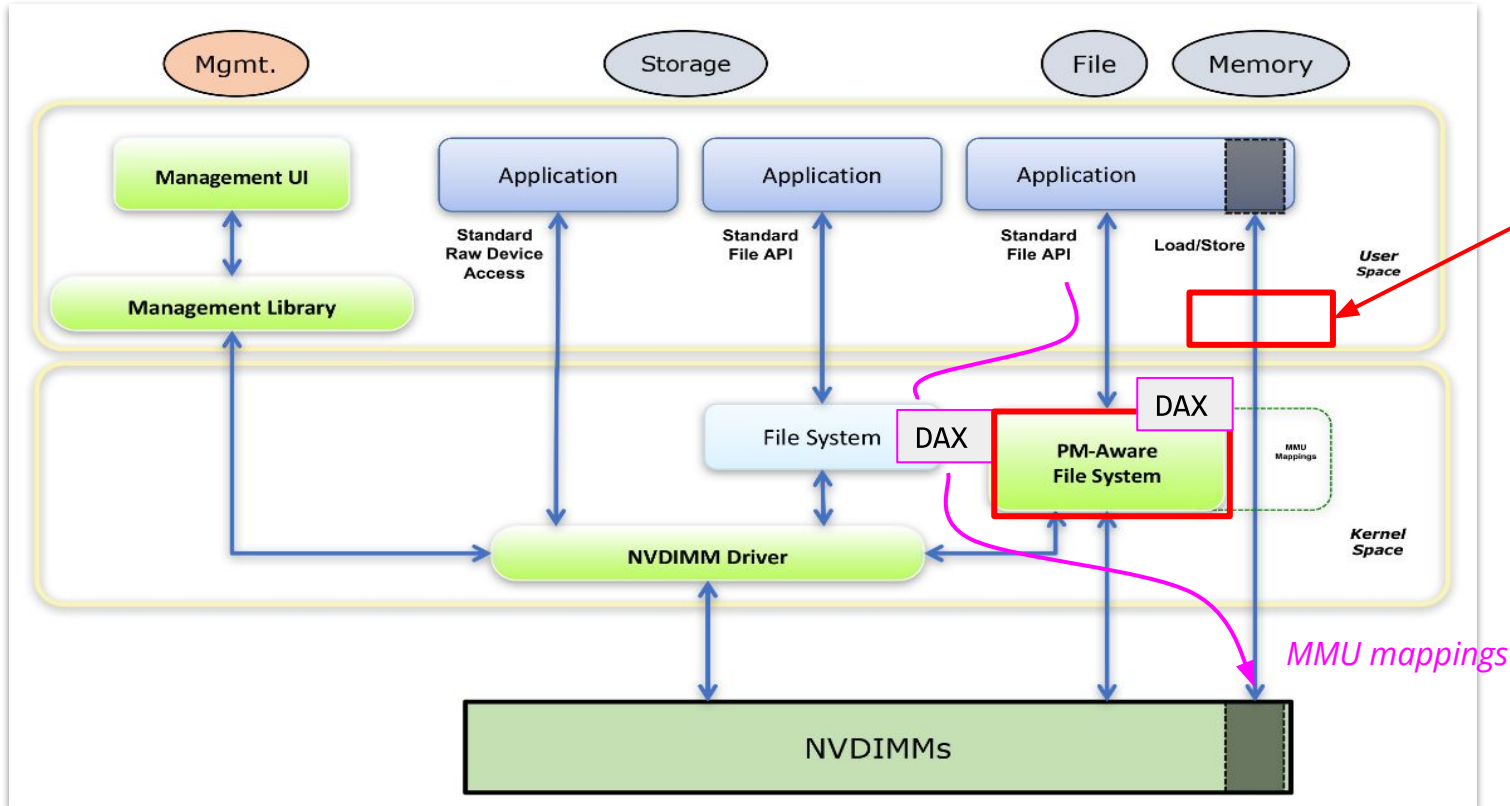 Mgmt.
Storage
File
Memory
Management UI
Application
Application
Application
Standard
Raw Device
Access
Standard
File API
Standard
File API
Load/Store
User
Space
Management Library
DAX
File System
DAX
PM-Aware
File System
MMU
Mappings
Kernel
Space
NVDIMM Driver
MMU mappings
NVDIMMs